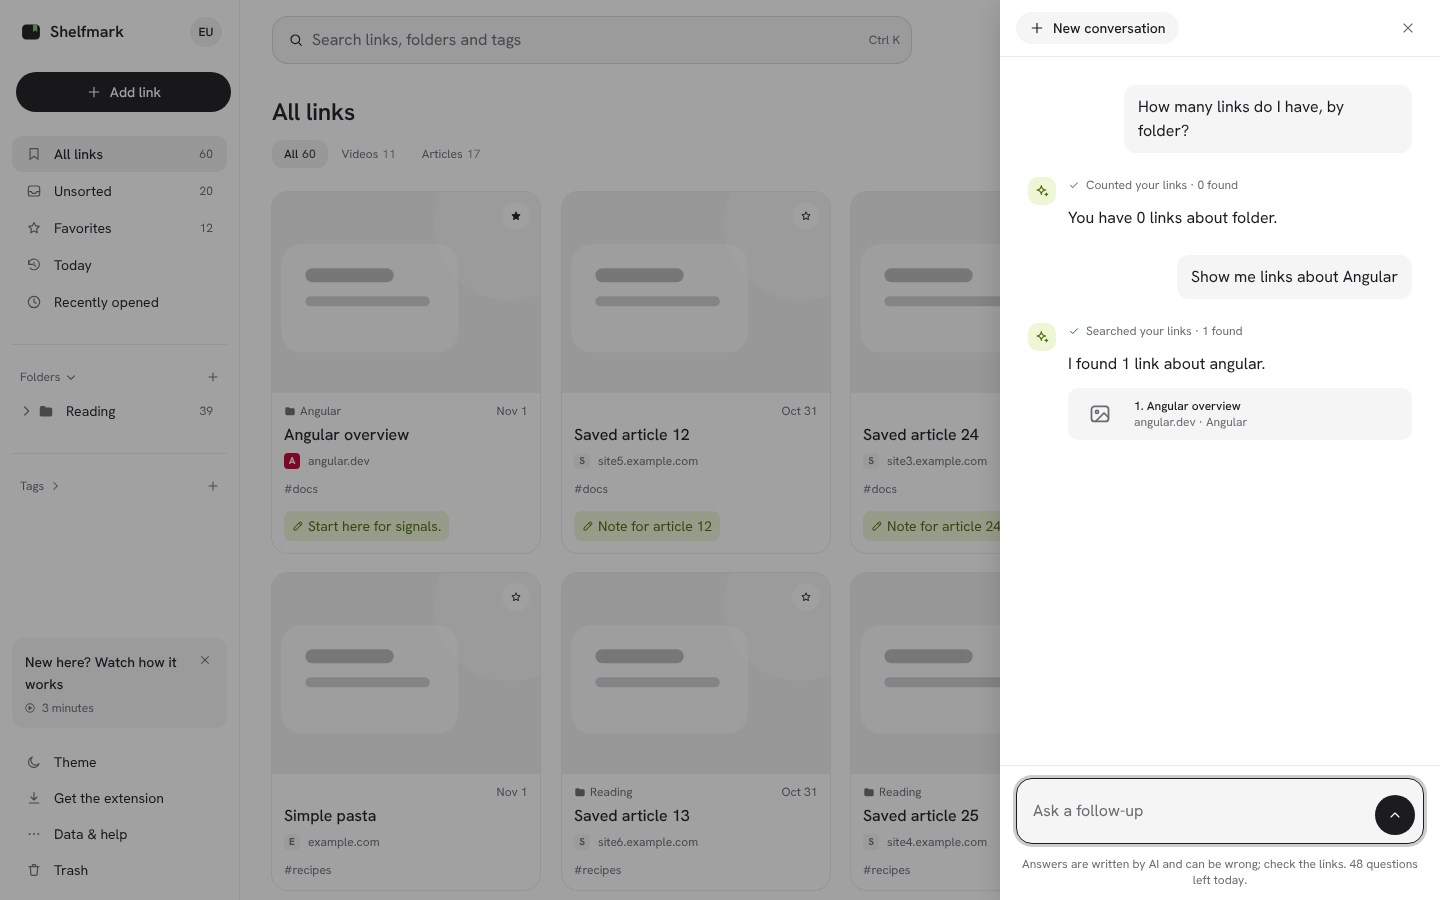 Shelfmark
EU
Add link
All links 60
Unsorted 20
Favorites 12
Today
Recently opened
Folders
Reading 39
Tags
New here? Watch how it
works
3 minutes
Theme
Get the extension
Data & help
Trash
Search links, folders and tags Ctrl K
All links
All 60 Videos 11 Articles 17
Angular Nov 1
Angular overview
A angular.dev
#docs
Start here for signals.
Oct 31
Saved article 12
S site5.example.com
#docs
Note for article 12
Saved article 24
S site3.example.com
#docs
Note for article 24
Nov 1
Simple pasta
E example.com
#recipes
Reading Oct 31
Saved article 13
S site6.example.com
#recipes
Reading
Saved article 25
S site4.example.com
#recipes
New conversation
How many links do I have, by
folder?
Counted your links · 0 found
You have 0 links about folder.
Show me links about Angular
Searched your links · 1 found
I found 1 link about angular.
1. Angular overview
angular.dev · Angular
Ask a follow-up
Answers are written by AI and can be wrong; check the links. 48 questions
left today.